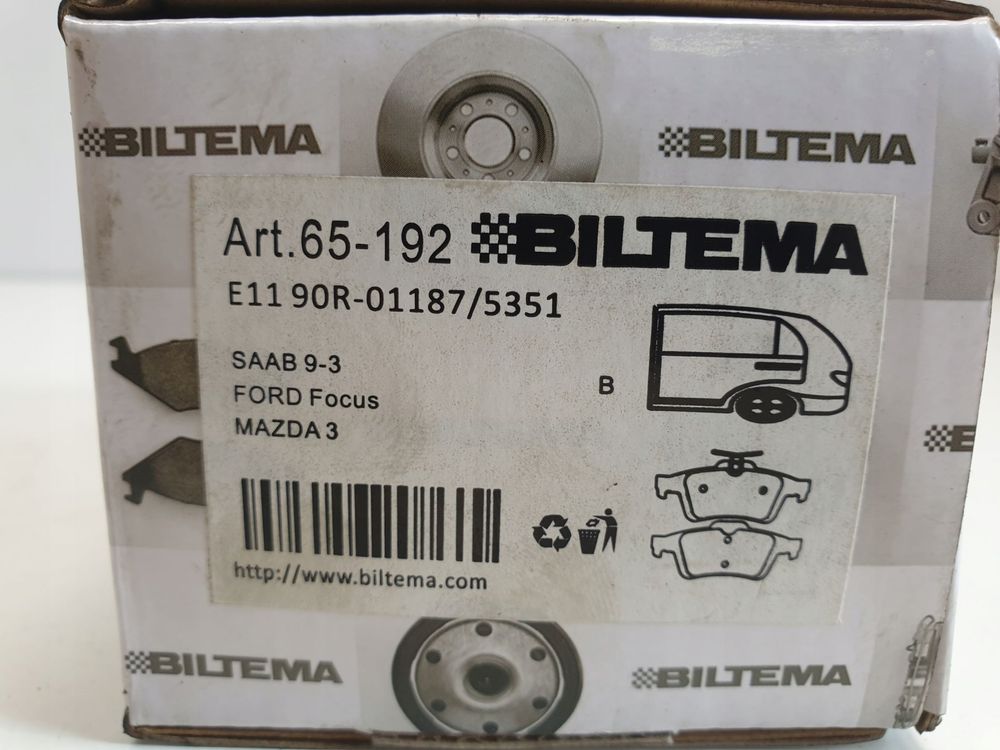 BILTEMA
BILTEMA
Art.65-192 BILTEMA
E11 90R-01187/5351
SAAB 9-3
FORD Focus
MAZDA 3
B
http://www.biltema.com
BILTEMA
BILTEMA